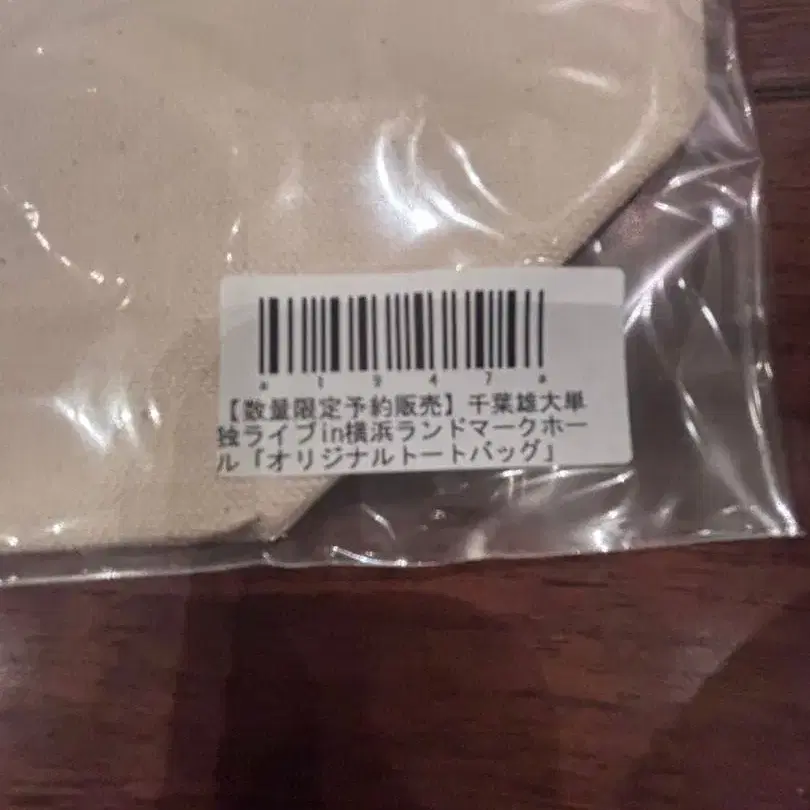 a1947a
【数量限定予約販売】千葉雄大単
独ライブin横浜ランドマークホー
ル「オリジナルトートバッグ」